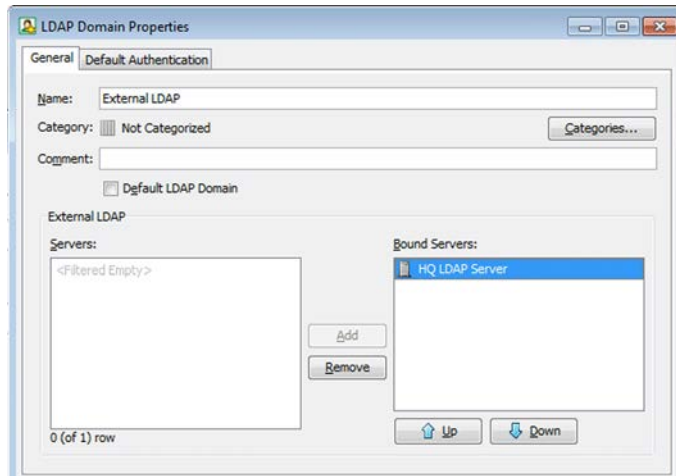 LDAP Domain Properties
General Default Authentication
Name: External LDAP
Category: Not Categorized Categories...
Comment:
Default LDAP Domain
External LDAP
Servers: Bound Servers:
<Filtered Empty> HQ LDAP Server
Add
Remove
0 (of 1) row Up Down